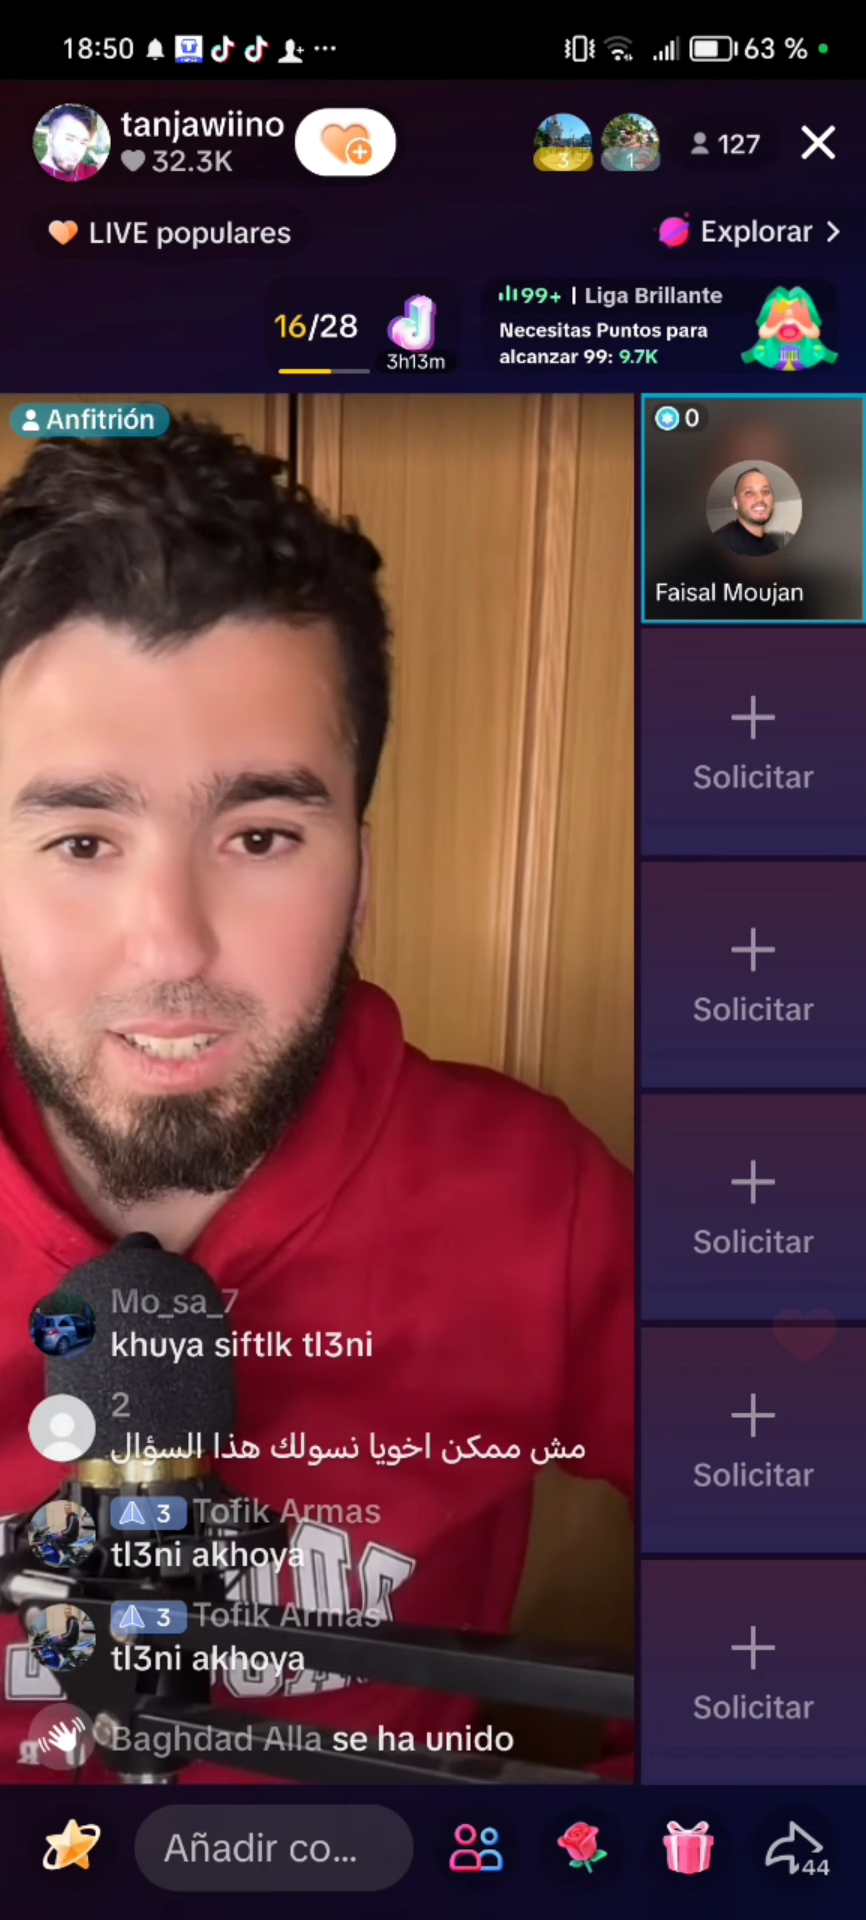 18:50
63 %
tanjawiino
32.3K
3
1
127
LIVE populares
Explorar
16/28
3h13m
99+ | Liga Brillante
Necesitas Puntos para
alcanzar 99: 9.7K
Anfitrión
0
Faisal Moujan
Solicitar
Solicitar
Solicitar
Solicitar
Solicitar
Mo_sa_7
khuya siftlk tl3ni
2
مش ممكن اخويا نسولك هذا السؤال
3 Tofik Armas
tl3ni akhoya
3 Tofik Armas
tl3ni akhoya
Baghdad Alla se ha unido
Añadir co...
44